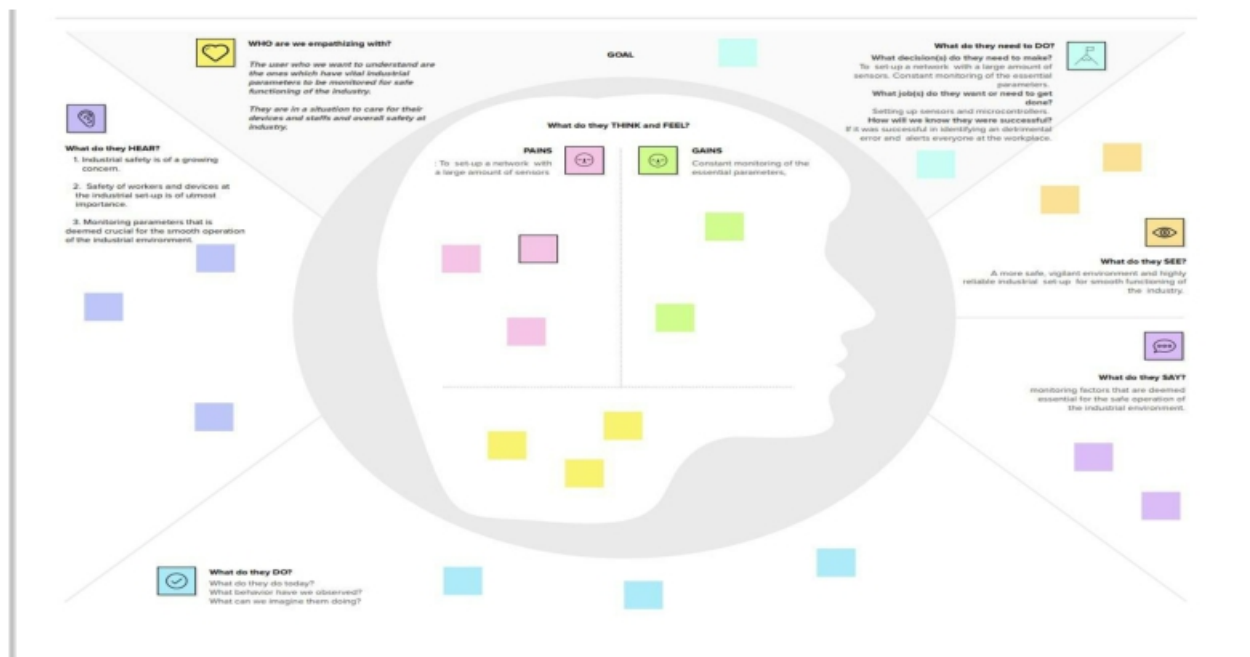 WHO are we empathizing with?
The user who we want to understand are
the ones which have vital industrial
parameters to be monitored for safe
functioning of the industry.
They are in a situation to care for their
devices and staffs and overall safety at
industry.
GOAL
What do they need to DO?
What decision(s) do they need to make?
To set-up a network with a large amount of
sensors. Constant monitoring of the essential
parameters.
What job(s) do they want or need to get
done?
Setting up sensors and microcontrollers.
How will we know they were successful?
If it was successful in identifying an detrimental
error and alerts everyone at the workplace.
What do they HEAR?
1. Industrial safety is of a growing
concern.
2. Safety of workers and devices at
the industrial set-up is of utmost
importance.
3. Monitoring parameters that is
deemed crucial for the smooth operation
of the industrial environment.
What do they THINK and FEEL?
PAINS
: To set-up a network with
a large amount of sensors
GAINS
Constant monitoring of the
essential parameters,
What do they SEE?
A more safe, vigilant environment and highly
reliable industrial set-up for smooth functioning of
the industry.
What do they SAY?
monitoring factors that are deemed
essential for the safe operation of
the industrial environment.
What do they DO?
What do they do today?
What behavior have we observed?
What can we imagine them doing?